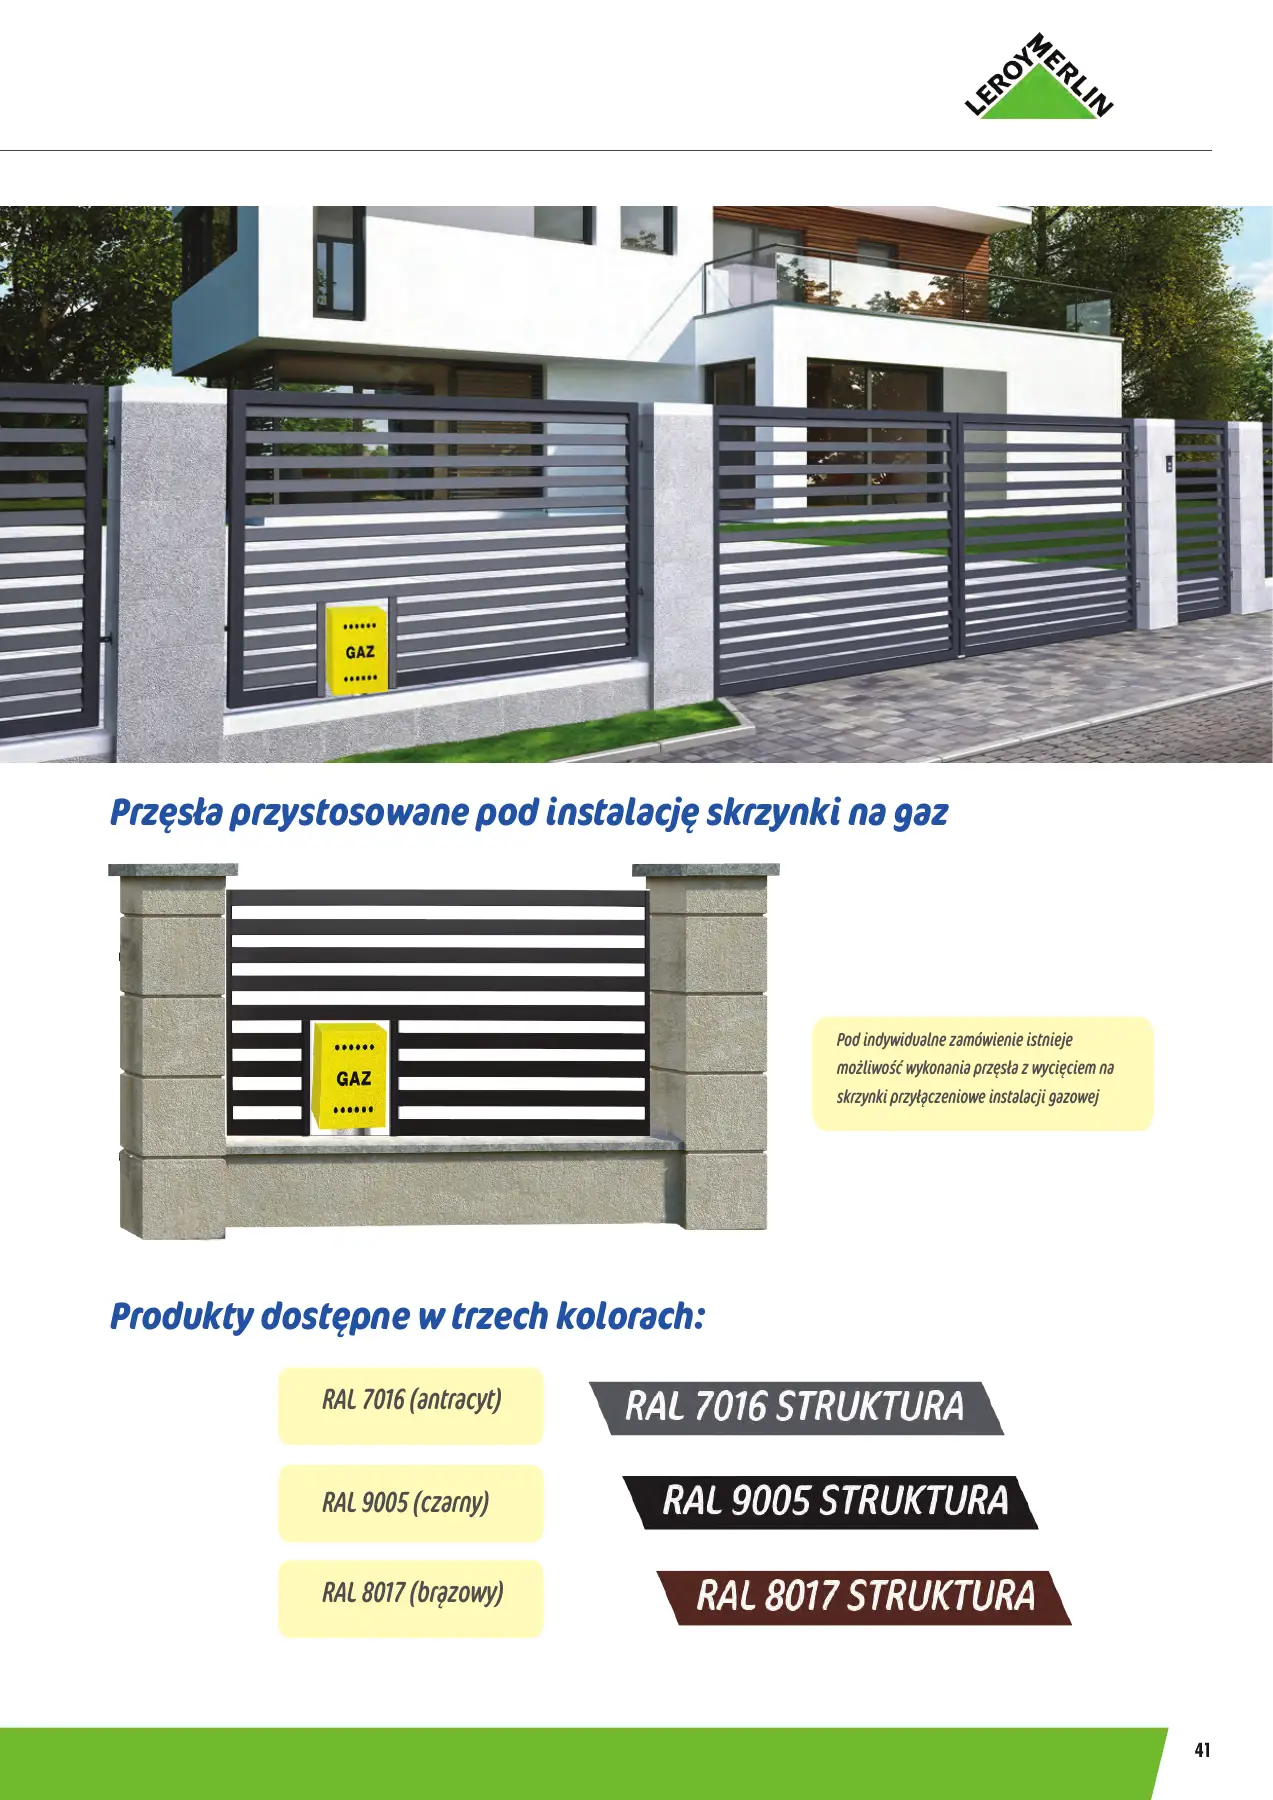 LEROY MERLIN
GAZ
Przęsła przystosowane pod instalację skrzynki na gaz
GAZ
Pod indywidualne zamówienie istnieje
możliwość wykonania przęsła z wycięciem na
skrzynki przyłączeniowe instalacji gazowej
Produkty dostępne w trzech kolorach:
RAL 7016 (antracyt)
RAL 7016 STRUKTURA
RAL 9005 (czarny)
RAL 9005 STRUKTURA
RAL 8017 (brązowy)
RAL 8017 STRUKTURA
41